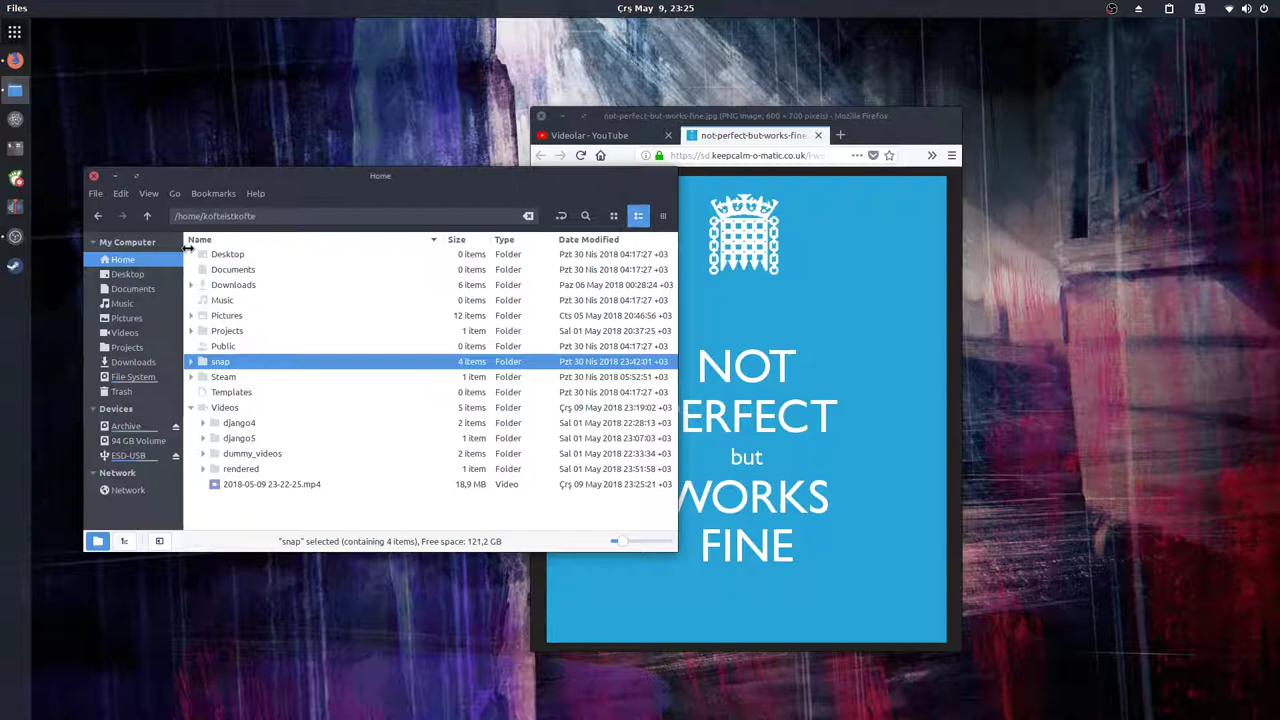 Files
Çrş May 9, 23:25
not-perfect-but-works-fine.jpg (PNG Image, 600 × 700 pixels) - Mozilla Firefox
Videolar - YouTube
not-perfect-but-works-fine
https://sd.keepcalm-o-matic.co.uk/i-wo
Home
File Edit View Go Bookmarks Help
/home/kofteistkofte
My Computer
Home
Desktop
Documents
Music
Pictures
Videos
Projects
Downloads
File System
Trash
Devices
Archive
94 GB Volume
ESD-USB
Network
Network
Name Size Type Date Modified
Desktop 0 items Folder Pzt 30 Nis 2018 04:17:27 +03
Documents 0 items Folder Pzt 30 Nis 2018 04:17:27 +03
Downloads 6 items Folder Paz 06 May 2018 00:28:24 +03
Music 0 items Folder Pzt 30 Nis 2018 04:17:27 +03
Pictures 12 items Folder Cts 05 May 2018 20:46:56 +03
Projects 1 item Folder Sal 01 May 2018 20:37:25 +03
Public 0 items Folder Pzt 30 Nis 2018 04:17:27 +03
snap 4 items Folder Pzt 30 Nis 2018 23:42:01 +03
Steam 1 item Folder Pzt 30 Nis 2018 05:52:51 +03
Templates 0 items Folder Pzt 30 Nis 2018 04:17:27 +03
Videos 5 items Folder Çrş 09 May 2018 23:19:02 +03
django4 2 items Folder Sal 01 May 2018 22:28:13 +03
django5 1 item Folder Sal 01 May 2018 23:07:03 +03
dummy_videos 2 items Folder Sal 01 May 2018 22:33:34 +03
rendered 1 item Folder Sal 01 May 2018 23:51:58 +03
2018-05-09 23-22-25.mp4 18,9 MB Video Çrş 09 May 2018 23:25:21 +03
"snap" selected (containing 4 items), Free space: 121,2 GB
NOT
PERFECT
but
WORKS
FINE